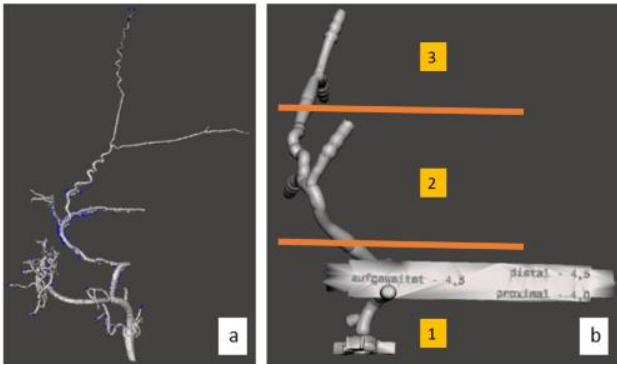 3
2
aufgeweitet - 4,5
distal - 4,5
proximal - 4,0
1
a
b